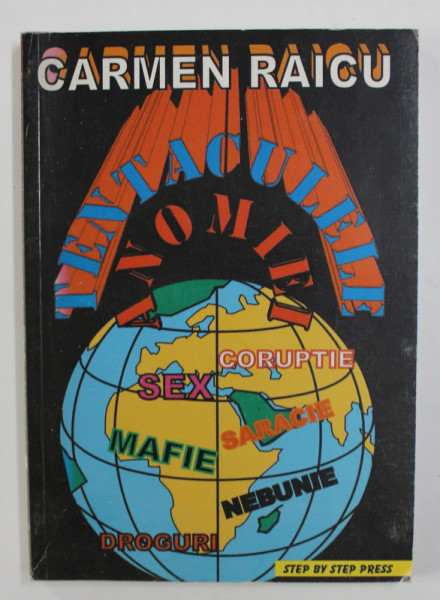 CARMEN RAICU
TENTACULELE
ANOMIEI
CORUPTIE
SEX
SARACIE
MAFIE
NEBUNIE
DROGURI
STEP BY STEP PRESS